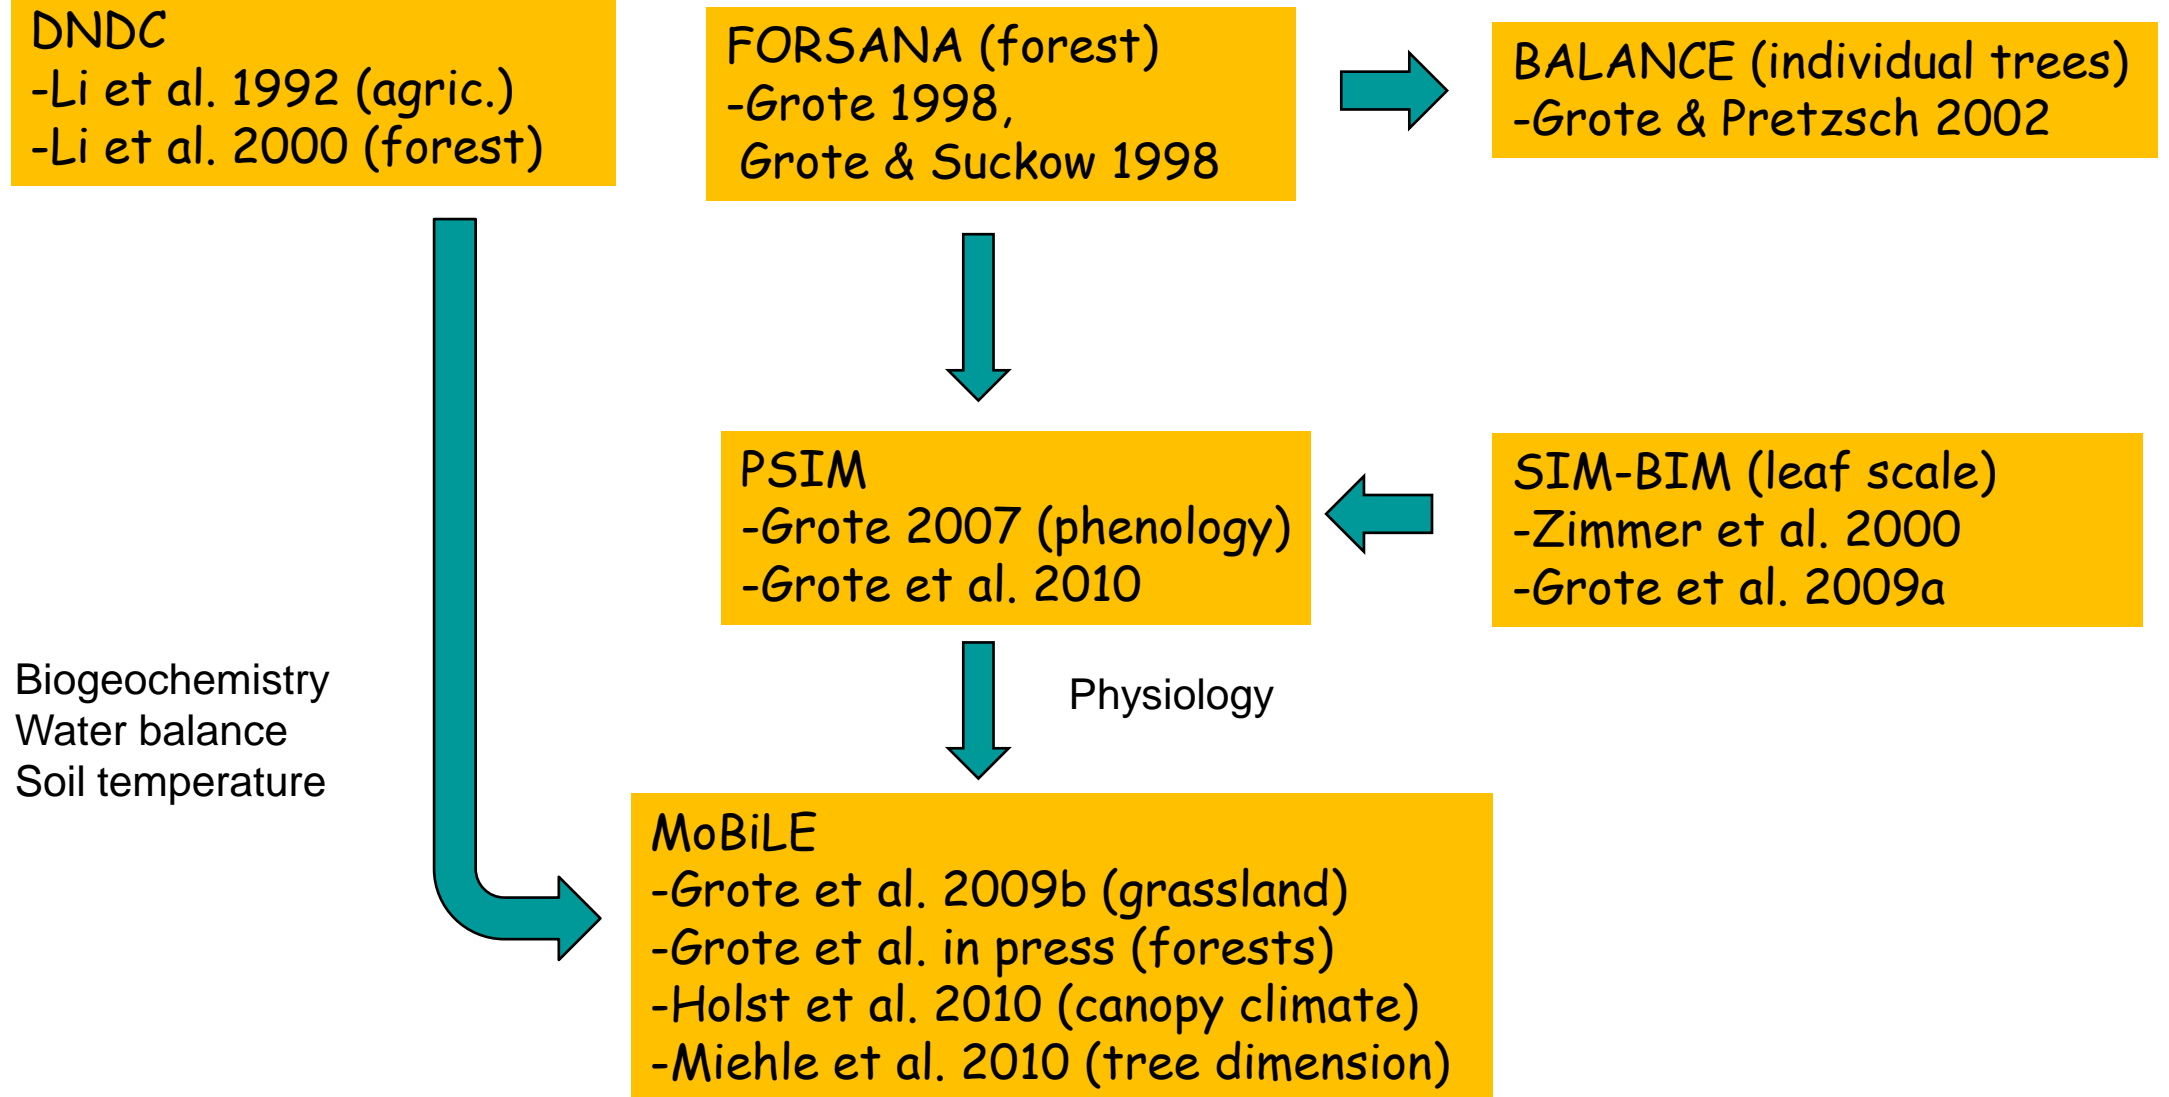 DNDC
-Li et al. 1992 (agric.)
-Li et al. 2000 (forest)
FORSANA (forest)
-Grote 1998,
Grote & Suckow 1998
BALANCE (individual trees)
-Grote & Pretzsch 2002
PSIM
-Grote 2007 (phenology)
-Grote et al. 2010
SIM-BIM (leaf scale)
-Zimmer et al. 2000
-Grote et al. 2009a
Biogeochemistry
Water balance
Soil temperature
Physiology
MoBiLE
-Grote et al. 2009b (grassland)
-Grote et al. in press (forests)
-Holst et al. 2010 (canopy climate)
-Miehle et al. 2010 (tree dimension)